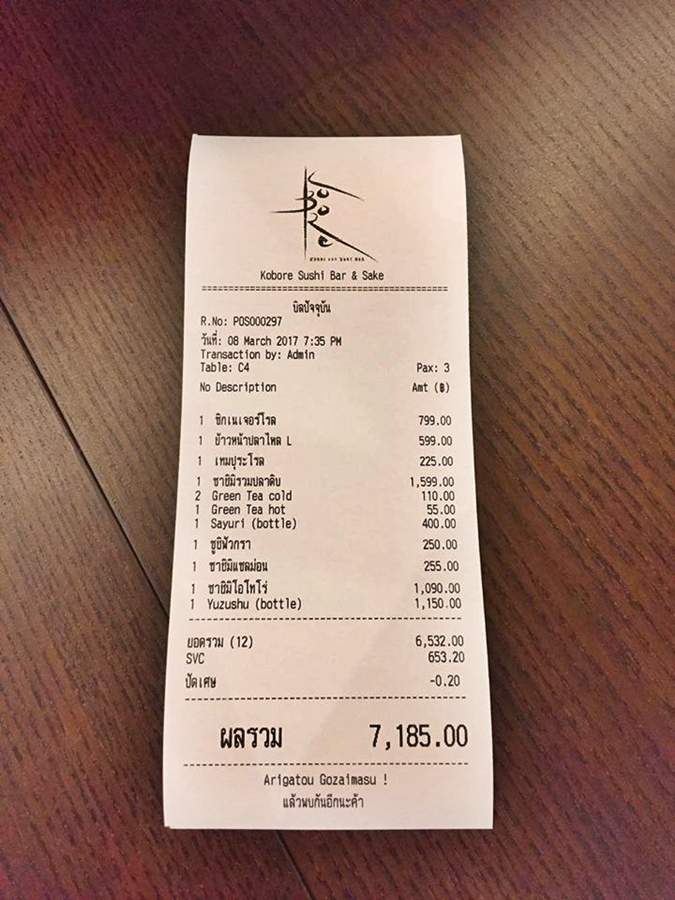 KoBoRe
SUSHI AND SAKE BAR
Kobore Sushi Bar & Sake
บิลปัจจุบัน
R.No: POS000297
วันที่: 08 March 2017 7:35 PM
Transaction by: Admin
Table: C4 Pax: 3
No Description Amt (฿)
1 ซิกเนเจอร์โรล 799.00
1 ข้าวหน้าปลาไหล L 599.00
1 เทมปุระโรล 225.00
1 ซาชิมิรวมปลาดิบ 1,599.00
2 Green Tea cold 110.00
1 Green Tea hot 55.00
1 Sayuri (bottle) 400.00
1 ซูชิฟัวกรา 250.00
1 ซาชิมิแซลม่อน 255.00
1 ซาชิมิโอโทโร่ 1,090.00
1 Yuzushu (bottle) 1,150.00
ยอดรวม (12) 6,532.00
SVC 653.20
ปัดเศษ -0.20
ผลรวม 7,185.00
Arigatou Gozaimasu !
แล้วพบกันอีกนะค้า